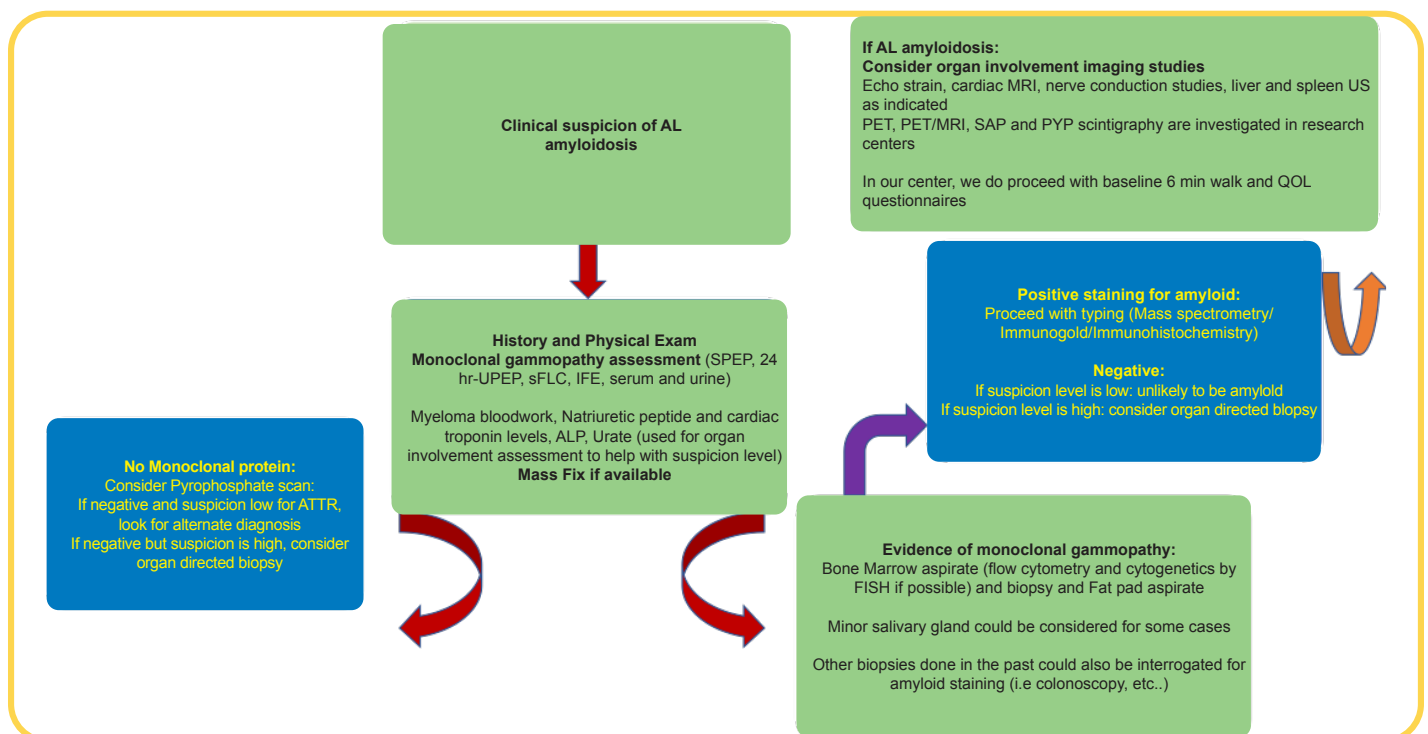 Clinical suspicion of AL
amyloidosis
If AL amyloidosis:
Consider organ involvement imaging studies
Echo strain, cardiac MRI, nerve conduction studies, liver and spleen US
as indicated
PET, PET/MRI, SAP and PYP scintigraphy are investigated in research
centers
In our center, we do proceed with baseline 6 min walk and QOL
questionnaires
History and Physical Exam
Monoclonal gammopathy assessment (SPEP, 24
hr-UPEP, sFLC, IFE, serum and urine)
Myeloma bloodwork, Natriuretic peptide and cardiac
troponin levels, ALP, Urate (used for organ
involvement assessment to help with suspicion level)
Mass Fix if available
Positive staining for amyloid:
Proceed with typing (Mass spectrometry/
Immunogold/Immunohistochemistry)
Negative:
If suspicion level is low: unlikely to be amylold
If suspicion level is high: consider organ directed biopsy
No Monoclonal protein:
Consider Pyrophosphate scan:
If negative and suspicion low for ATTR,
look for alternate diagnosis
If negative but suspicion is high, consider
organ directed biopsy
Evidence of monoclonal gammopathy:
Bone Marrow aspirate (flow cytometry and cytogenetics by
FISH if possible) and biopsy and Fat pad aspirate
Minor salivary gland could be considered for some cases
Other biopsies done in the past could also be interrogated for
amyloid staining (i.e colonoscopy, etc..)